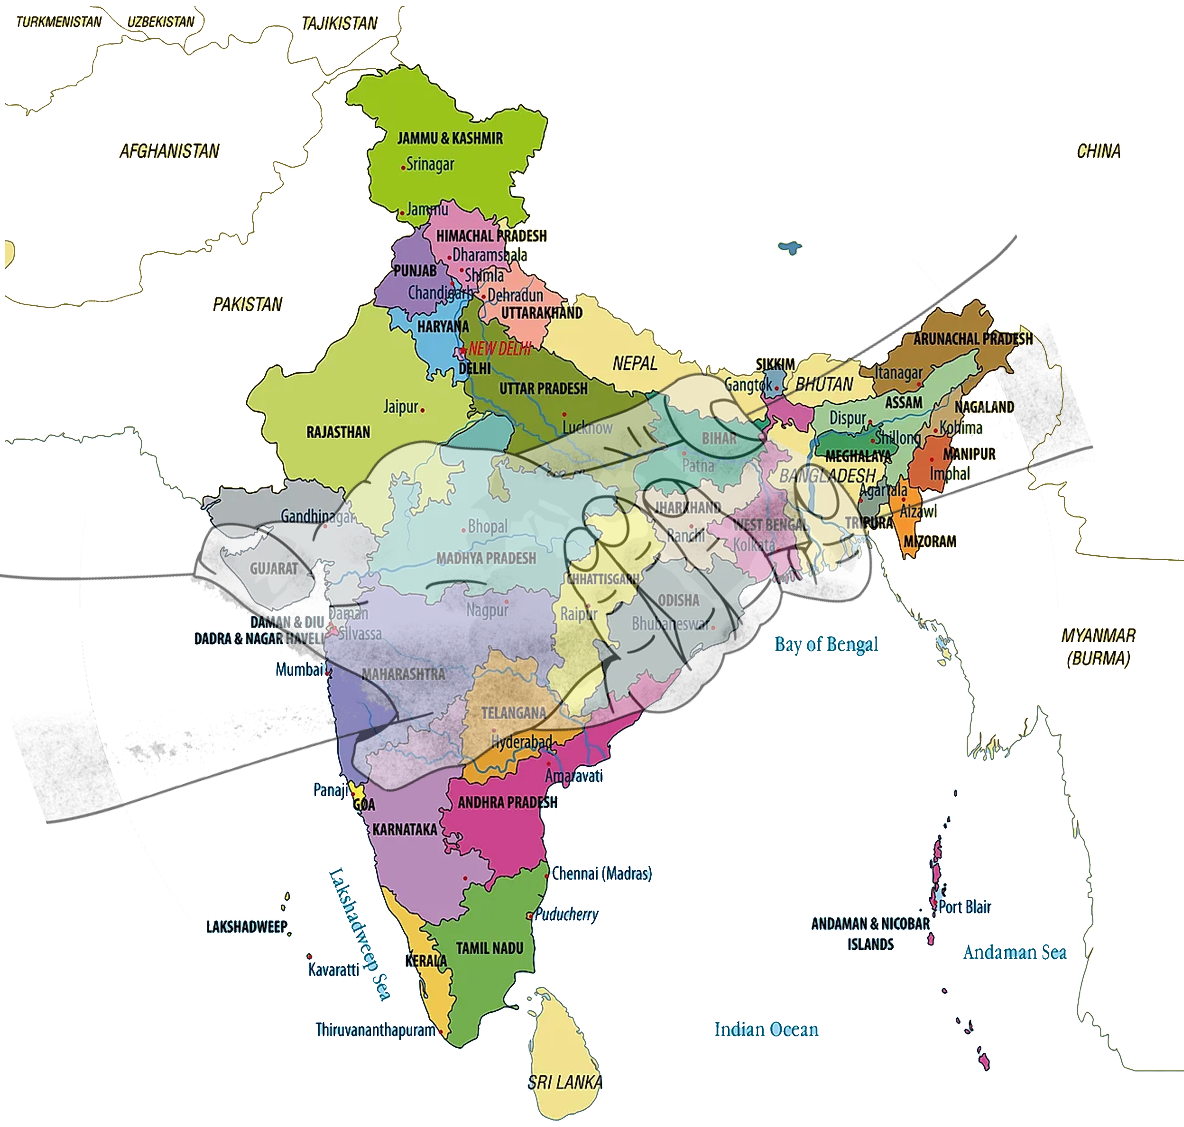 TURKMENISTAN
UZBEKISTAN
TAJIKISTAN
AFGHANISTAN
CHINA
JAMMU & KASHMIR
Srinagar
Jammu
HIMACHAL PRADESH
Dharamshala
PUNJAB
Shimla
Chandigarh
Dehradun
PAKISTAN
UTTARAKHAND
HARYANA
NEW DELHI
DELHI
NEPAL
SIKKIM
Gangtok
BHUTAN
ARUNACHAL PRADESH
Itanagar
UTTAR PRADESH
ASSAM
NAGALAND
Jaipur
Lucknow
Dispur
Kohima
RAJASTHAN
BIHAR
Shillong
MEGHALAYA
MANIPUR
Patna
BANGLADESH
Imphal
Agartala
Gandhinagar
JHARKHAND
Aizawl
Bhopal
WEST BENGAL
TRIPURA
Ranchi
Kolkata
MIZORAM
MADHYA PRADESH
GUJARAT
CHHATTISGARH
Nagpur
Raipur
ODISHA
Daman
DAMAN & DIU
Bhubaneswar
Silvassa
DADRA & NAGAR HAVELI
MYANMAR
(BURMA)
Bay of Bengal
Mumbai
MAHARASHTRA
TELANGANA
Hyderabad
Amaravati
Panaji
GOA
ANDHRA PRADESH
KARNATAKA
Chennai (Madras)
Puducherry
LAKSHADWEEP
Lakshadweep Sea
Port Blair
ANDAMAN & NICOBAR
ISLANDS
TAMIL NADU
Andaman Sea
KERALA
Kavaratti
Thiruvananthapuram
Indian Ocean
SRI LANKA